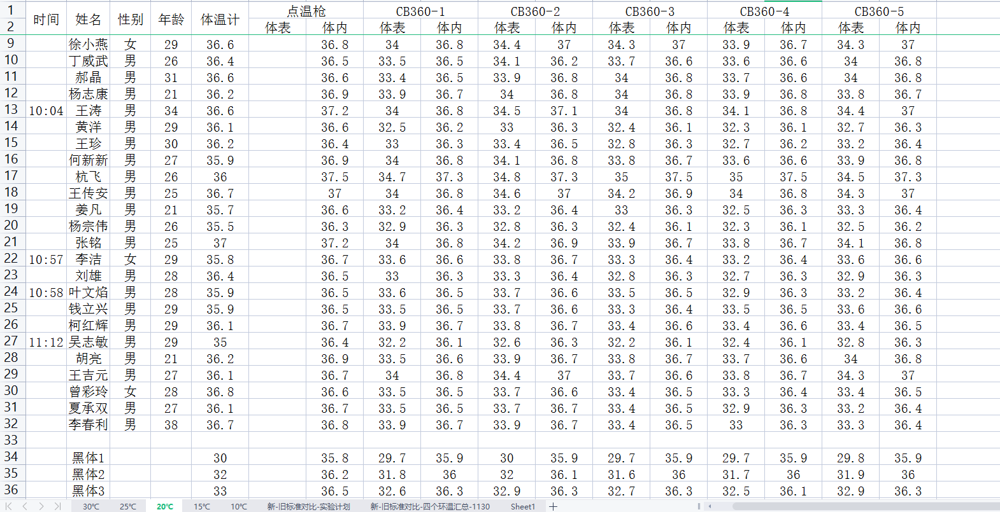 1 时间 姓名 性别 年龄 体温计 点温枪 CB360-1 CB360-2 CB360-3 CB360-4 CB360-5
2 体表 体内 体表 体内 体表 体内 体表 体内 体表 体内 体表 体内
9 徐小燕 女 29 36.6 36.8 34 36.8 34.4 37 34.3 37 33.9 36.7 34.3 37
10 丁威武 男 26 36.4 36.5 33.5 36.5 34.1 36.2 33.7 36.6 33.6 36.6 34 36.8
11 郝晶 男 31 36.6 36.6 33.4 36.5 33.9 36.8 34 36.8 33.7 36.6 34 36.8
12 杨志康 男 21 36.2 36.9 33.9 36.7 34 36.8 34 36.8 33.9 36.8 33.8 36.7
13 10:04 王涛 男 34 36.6 37.2 34 36.8 34.5 37.1 34 36.8 34.1 36.8 34.4 37
14 黄洋 男 29 36.1 36.6 32.5 36.2 33 36.3 32.4 36.1 32.3 36.1 32.7 36.3
15 王珍 男 30 36.2 36.4 33 36.3 33.4 36.5 32.8 36.3 32.7 36.2 33.2 36.4
16 何新新 男 27 35.9 36.9 34 36.8 34.1 36.8 33.8 36.7 33.6 36.6 33.9 36.8
17 杭飞 男 26 36 37.5 34.7 37.3 34.8 37.3 35 37.5 35 37.5 34.5 37.3
18 王传安 男 25 36.7 37 34 36.8 34.6 37 34.2 36.9 34 36.8 34.3 37
19 姜凡 男 21 35.7 36.6 33.2 36.4 33.2 36.4 33 36.3 32.5 36.3 33.3 36.4
20 杨宗伟 男 26 35.5 36.3 32.9 36.3 32.8 36.3 32.4 36.1 32.3 36.1 32.5 36.2
21 张铭 男 25 37 37.2 34 36.8 34.2 36.9 33.9 36.7 33.8 36.7 34.1 36.8
22 10:57 李洁 女 29 35.8 36.7 33.6 36.6 33.8 36.7 33.3 36.4 33.2 36.4 33.6 36.6
23 刘雄 男 28 36.4 36.5 33 36.3 33.3 36.4 32.8 36.3 32.7 36.3 32.9 36.3
24 10:58 叶文焰 男 28 35.9 36.5 33.6 36.5 33.7 36.6 33.5 36.5 32.9 36.3 33.2 36.4
25 钱立兴 男 29 35.9 36.5 33.5 36.5 33.7 36.6 33.3 36.4 33.5 36.5 33.6 36.6
26 柯红辉 男 29 36.1 36.7 33.9 36.7 33.8 36.7 33.4 36.6 33.4 36.6 33.4 36.5
27 11:12 吴志敏 男 29 35 36.4 32.2 36.1 32.6 36.3 32.2 36.1 32.4 36.1 32.8 36.3
28 胡亮 男 21 36.2 36.9 33.5 36.6 33.9 36.7 33.8 36.7 33.7 36.6 34 36.8
29 王吉元 男 27 36.1 36.7 34 36.8 34.4 37 33.7 36.6 33.8 36.7 34.3 37
30 曾彩玲 女 28 36.8 36.6 33.5 36.5 33.7 36.6 33.4 36.5 33.3 36.4 33.4 36.5
31 夏承双 男 27 36.1 36.7 33.5 36.5 33.7 36.7 33.4 36.5 32.9 36.3 33.2 36.4
32 李春利 男 38 36.7 36.8 33.9 36.7 33.9 36.7 33.4 36.5 33 36.3 33.3 36.4
33
34 黑体1 30 35.8 29.7 35.9 30 35.9 29.7 35.9 29.7 35.9 29.8 35.9
35 黑体2 32 36.2 31.8 36 32 36.1 31.6 36 31.7 36 31.9 36
36 黑体3 33 36.5 32.6 36.3 32.9 36.3 32.7 36.3 32.5 36.1 32.9 36.3
30℃ 25℃ 20℃ 15℃ 10℃ 新-旧标准对比-实验计划 新-旧标准对比-四个环温汇总-1130 Sheet1